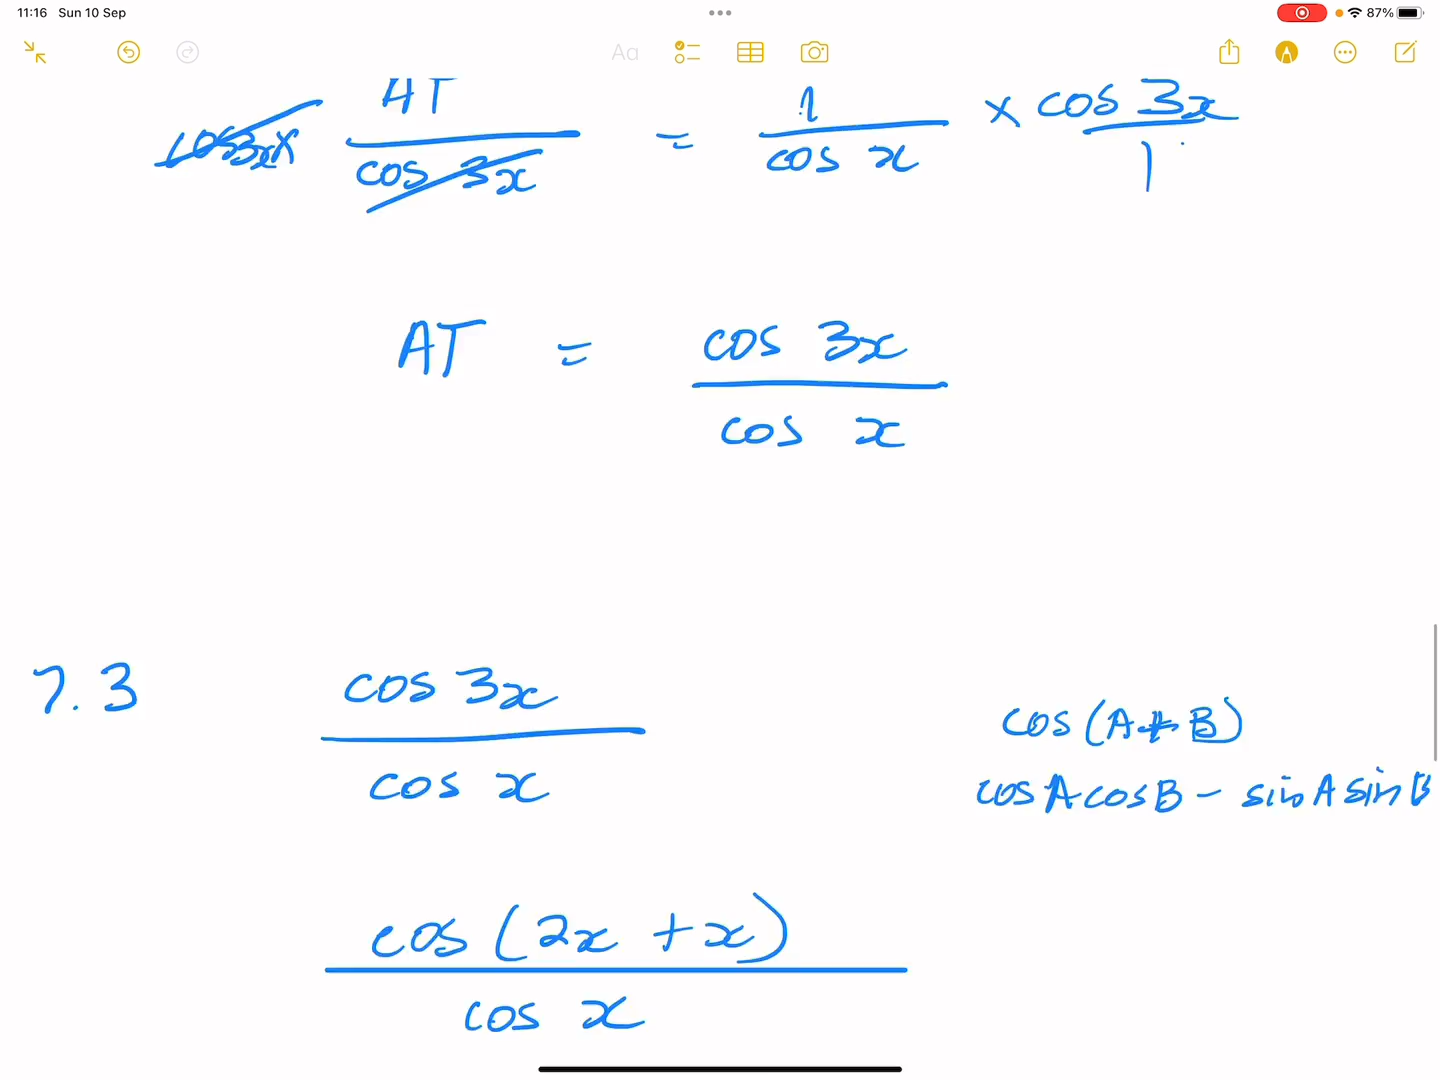 11:16 Sun 10 Sep 87%
Aa
cos3x × AT / cos 3x = 1 / cos x × cos 3x / 1
AT = cos 3x / cos x
7.3 cos 3x / cos x
cos (A + B)
cos A cos B - sin A sin B
cos (2x + x) / cos x